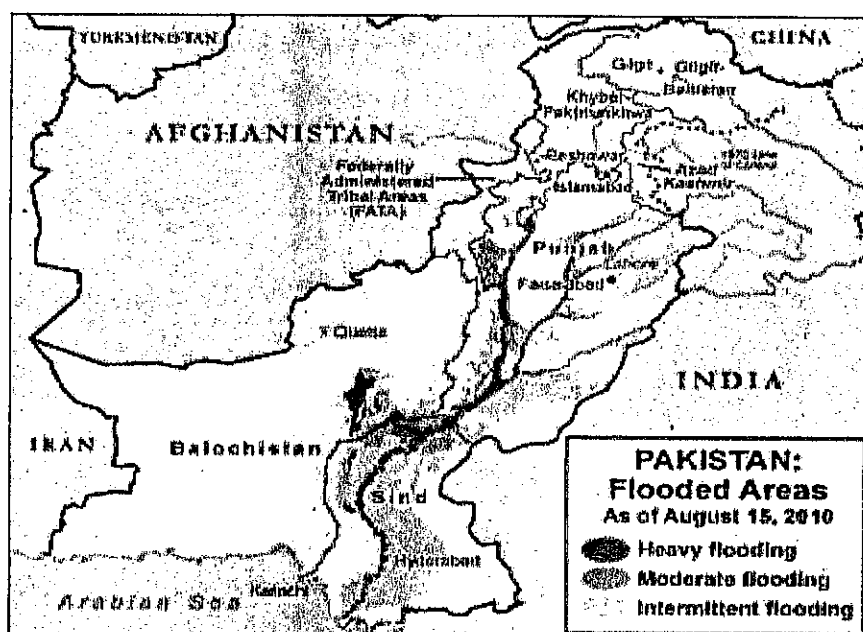 TURKMENISTAN
CHINA
Gilgit
Baltistan
Khyber
Pakhtunkhwa
AFGHANISTAN
Peshawar
Federally
Administered
Tribal Areas
(FATA)
Islamabad
Azad
Kashmir
Punjab
Lahore
Faisalabad
Quetta
INDIA
IRAN
Balochistan
Sind
Hyderabad
Karachi
Arabian Sea
PAKISTAN:
Flooded Areas
As of August 15, 2010
Heavy flooding
Moderate flooding
Intermittent flooding